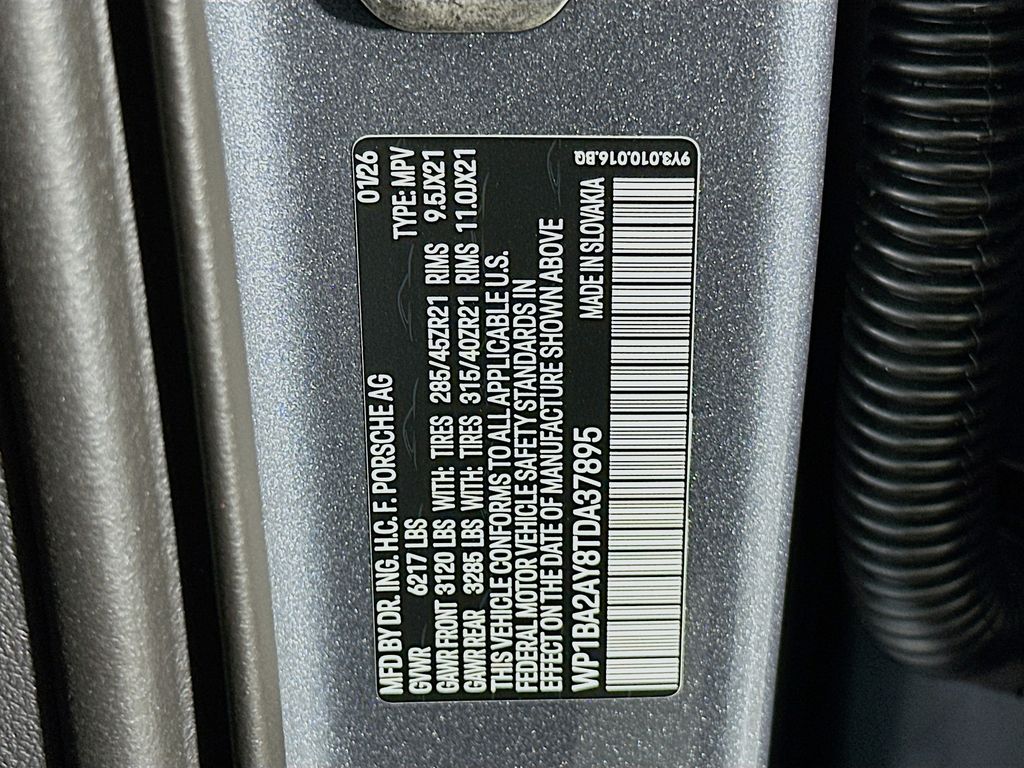 MFD BY DR. ING. H.C. F. PORSCHE AG 01/26
GVWR 6217 LBS TYPE: MPV
GAWR FRONT 3120 LBS WITH: TIRES 285/45ZR21 RIMS 9.5JX21
GAWR REAR 3285 LBS WITH: TIRES 315/40ZR21 RIMS 11.0JX21
THIS VEHICLE CONFORMS TO ALL APPLICABLE U.S.
FEDERAL MOTOR VEHICLE SAFETY STANDARDS IN
EFFECT ON THE DATE OF MANUFACTURE SHOWN ABOVE
WP1BA2AY8TDA37895 MADE IN SLOVAKIA
9Y3.010.016.BQ